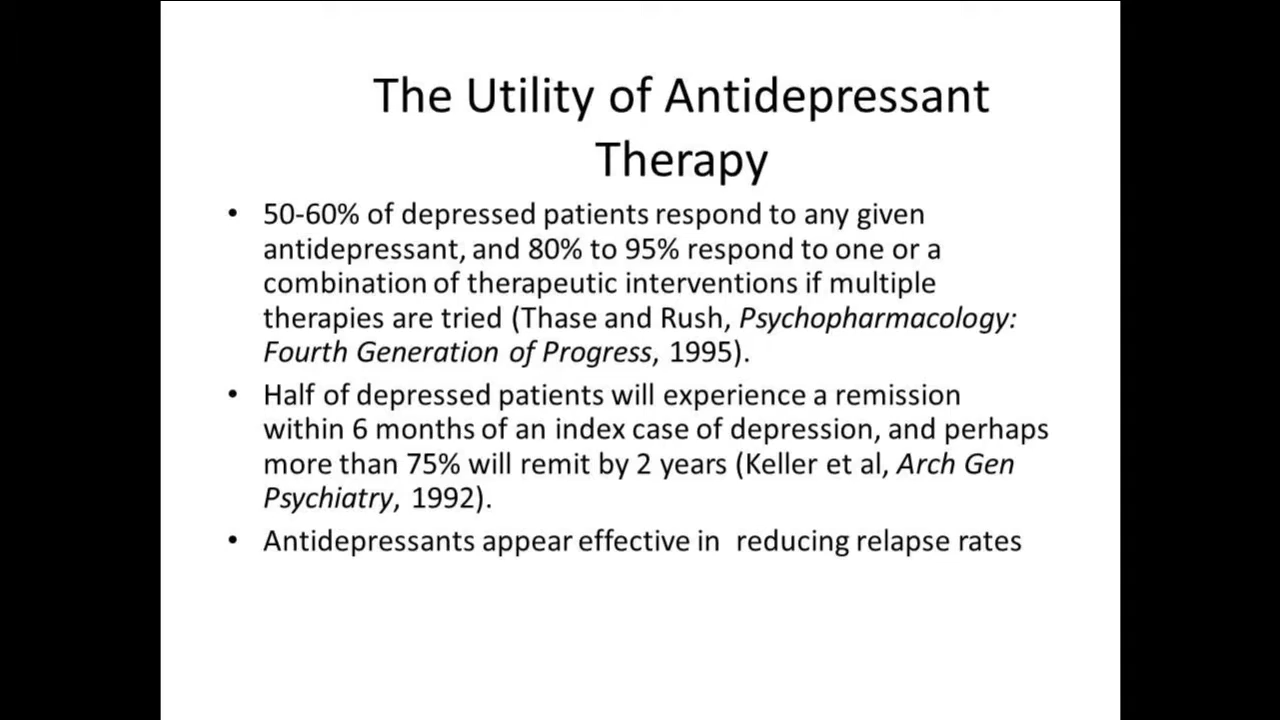 The Utility of Antidepressant
Therapy
• 50-60% of depressed patients respond to any given
antidepressant, and 80% to 95% respond to one or a
combination of therapeutic interventions if multiple
therapies are tried (Thase and Rush, Psychopharmacology:
Fourth Generation of Progress, 1995).
• Half of depressed patients will experience a remission
within 6 months of an index case of depression, and perhaps
more than 75% will remit by 2 years (Keller et al, Arch Gen
Psychiatry, 1992).
• Antidepressants appear effective in  reducing relapse rates